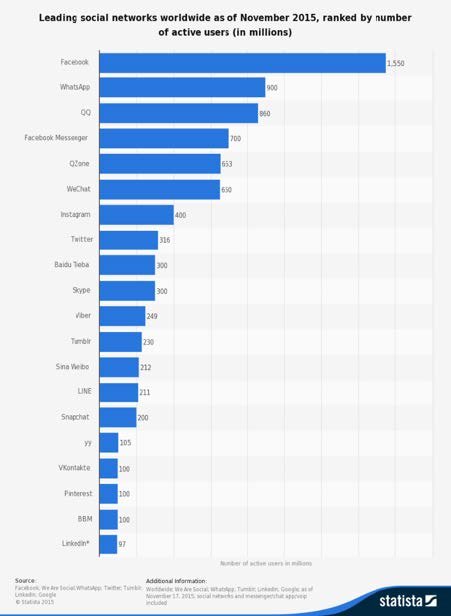 Leading social networks worldwide as of November 2015, ranked by number
of active users (in millions)
Facebook 1,550
WhatsApp 900
QQ 860
Facebook Messenger 700
QZone 653
WeChat 650
Instagram 400
Twitter 316
Baidu Tieba 300
Skype 300
Viber 249
Tumblr 230
Sina Weibo 212
LINE 211
Snapchat 200
yy 105
VKontakte 100
Pinterest 100
BBM 100
LinkedIn* 97
Number of active users in millions
Source:
Facebook; We Are Social; WhatsApp; Twitter; Tumblr;
LinkedIn; Google
© Statista 2015
Additional Information:
Worldwide; We Are Social; WhatsApp; Tumblr; LinkedIn; Google; as of
November 17, 2015; social networks and messenger/chat app/voip
included
statista